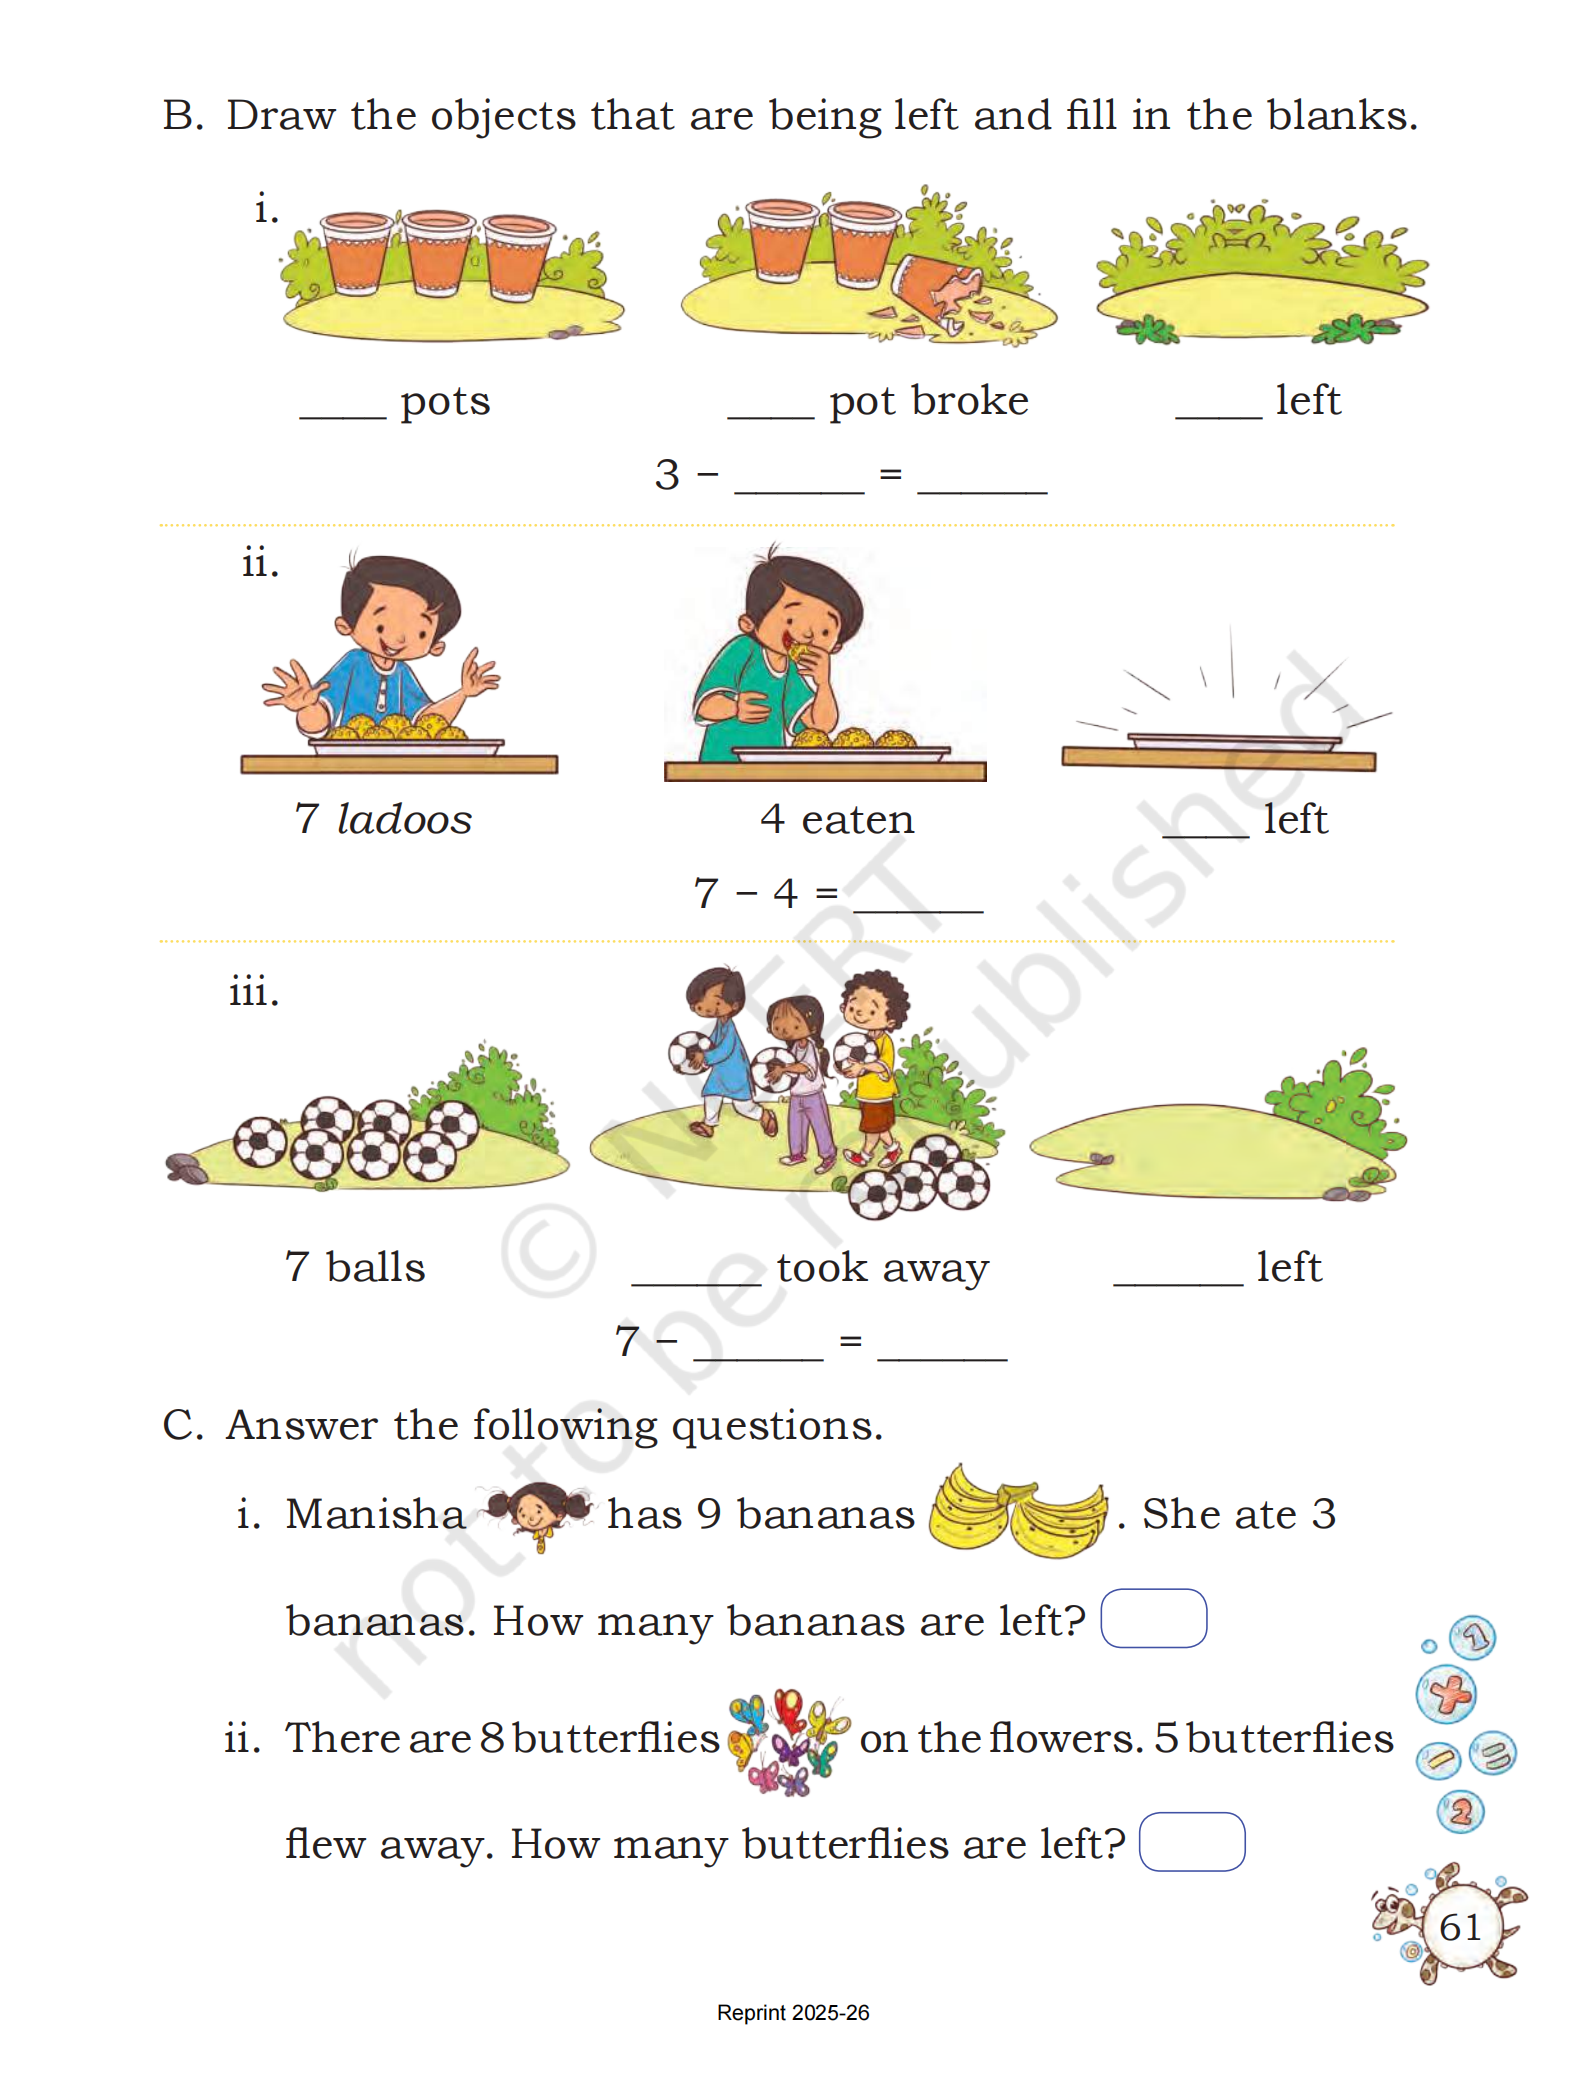 B. Draw the objects that are being left and fill in the blanks.
i.
____ pots ____ pot broke ____ left
3 – ______ = ______
ii.
7 ladoos 4 eaten ____ left
7 – 4 = ______
iii.
7 balls ______ took away ______ left
7 – ______ = ______
C. Answer the following questions.
i. Manisha has 9 bananas . She ate 3
bananas. How many bananas are left?
ii. There are 8 butterflies on the flowers. 5 butterflies
flew away. How many butterflies are left?
1
+
– =
2
61
Reprint 2025-26
© NCERT
not to be republished